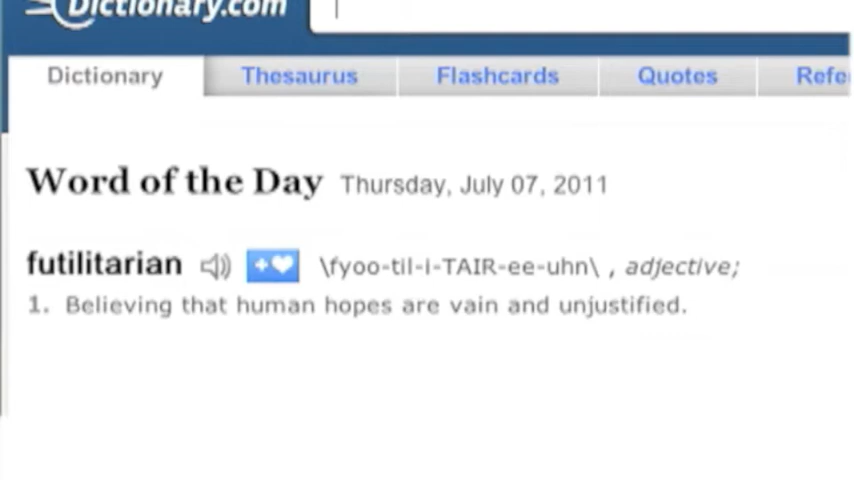 Dictionary.com
Dictionary Thesaurus Flashcards Quotes
Word of the Day Thursday, July 07, 2011
futilitarian \fyoo-til-i-TAIR-ee-uhn\ , adjective;
1. Believing that human hopes are vain and unjustified.